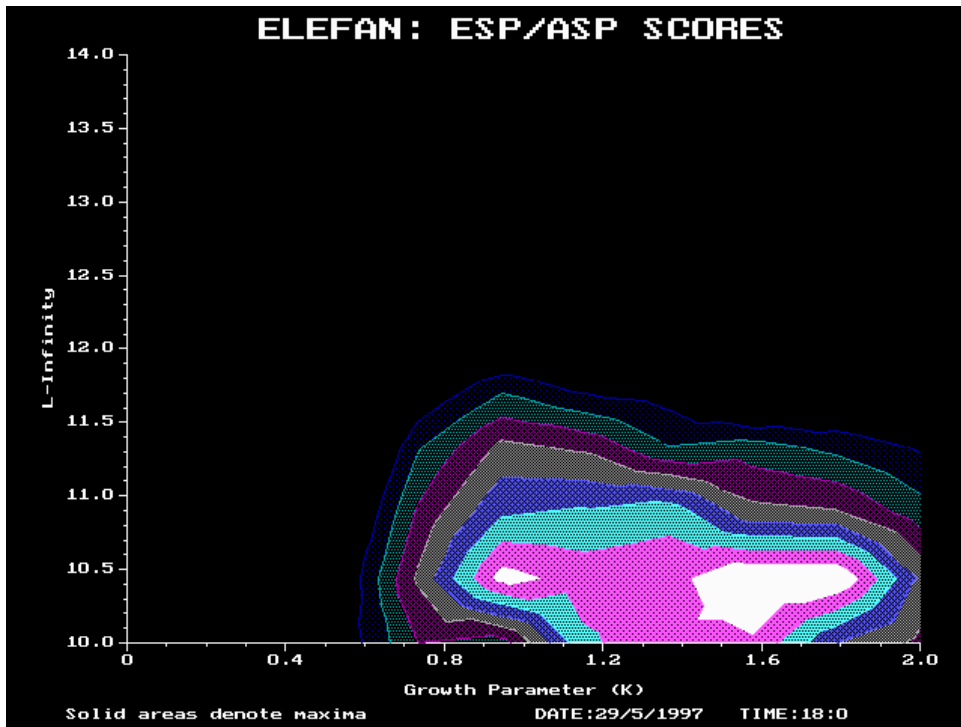 ELEFAN: ESP/ASP SCORES
14.0
13.5
13.0
12.5
12.0
11.5
11.0
10.5
10.0
L-Infinity
0 0.4 0.8 1.2 1.6 2.0
Growth Parameter (K)
Solid areas denote maxima DATE:29/5/1997 TIME:18:0